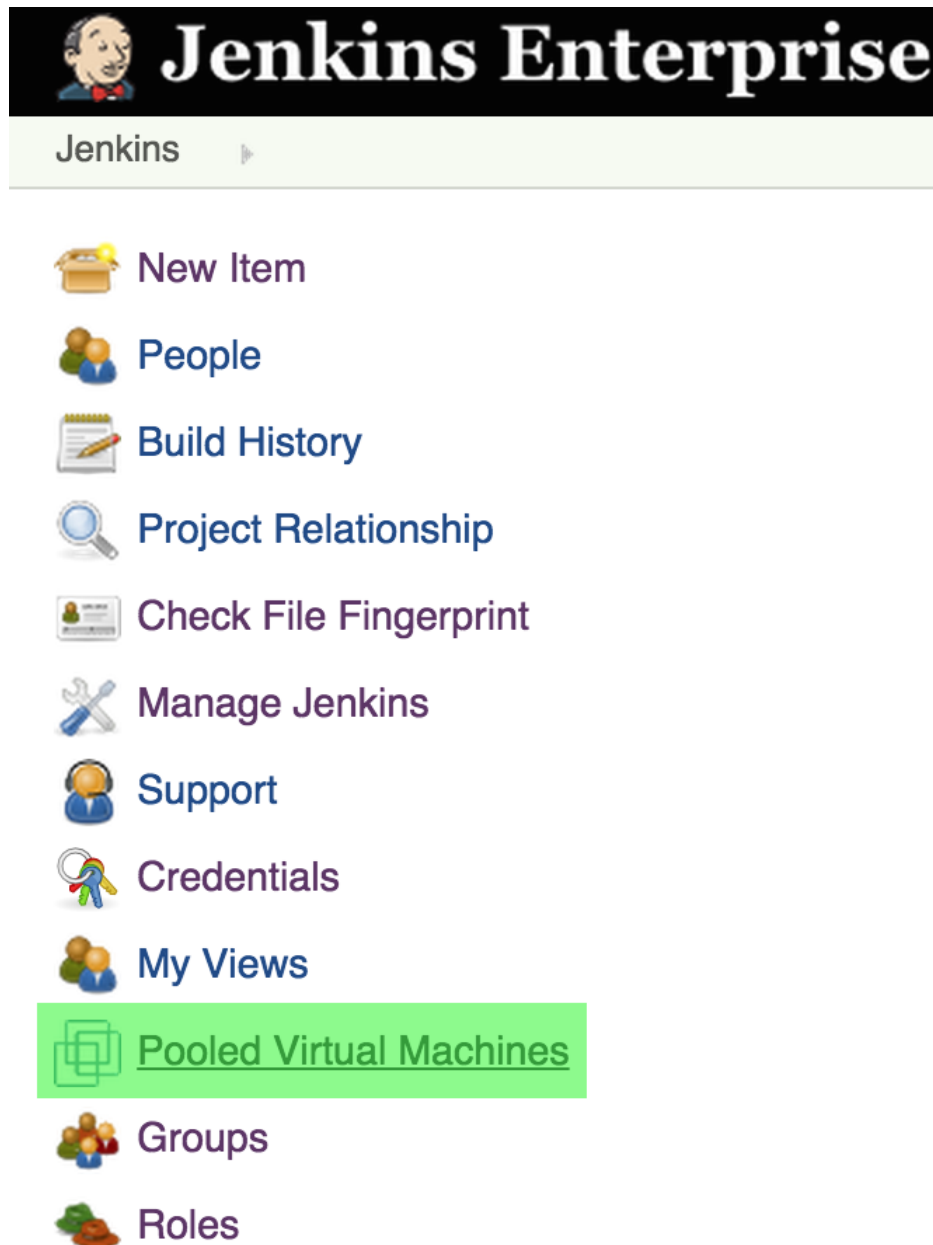 Jenkins Enterprise
Jenkins
New Item
People
Build History
Project Relationship
Check File Fingerprint
Manage Jenkins
Support
Credentials
My Views
Pooled Virtual Machines
Groups
Roles